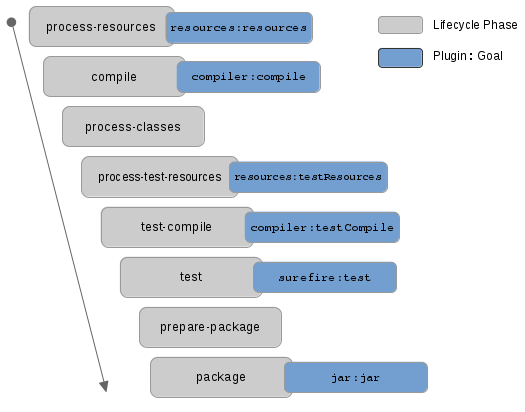 process-resources resources:resources
Lifecycle Phase
compile compiler:compile
Plugin: Goal
process-classes
process-test-resources resources:testResources
test-compile compiler:testCompile
test surefire:test
prepare-package
package jar:jar